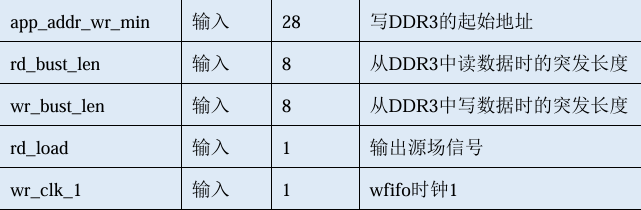 app_addr_wr_min 输入 28 写DDR3的起始地址
rd_bust_len 输入 8 从DDR3中读数据时的突发长度
wr_bust_len 输入 8 从DDR3中写数据时的突发长度
rd_load 输入 1 输出源场信号
wr_clk_1 输入 1 wfifo时钟1